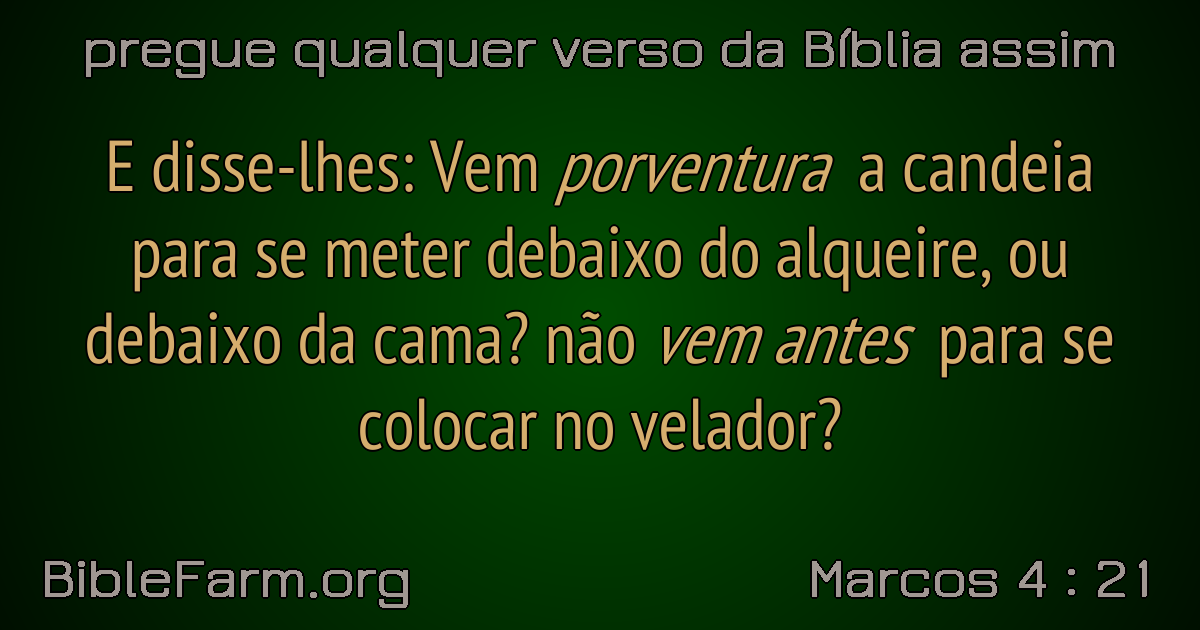 pregue qualquer verso da Bíblia assim
E disse-lhes: Vem porventura a candeia
para se meter debaixo do alqueire, ou
debaixo da cama? não vem antes para se
colocar no velador?
BibleFarm.org
Marcos 4 : 21